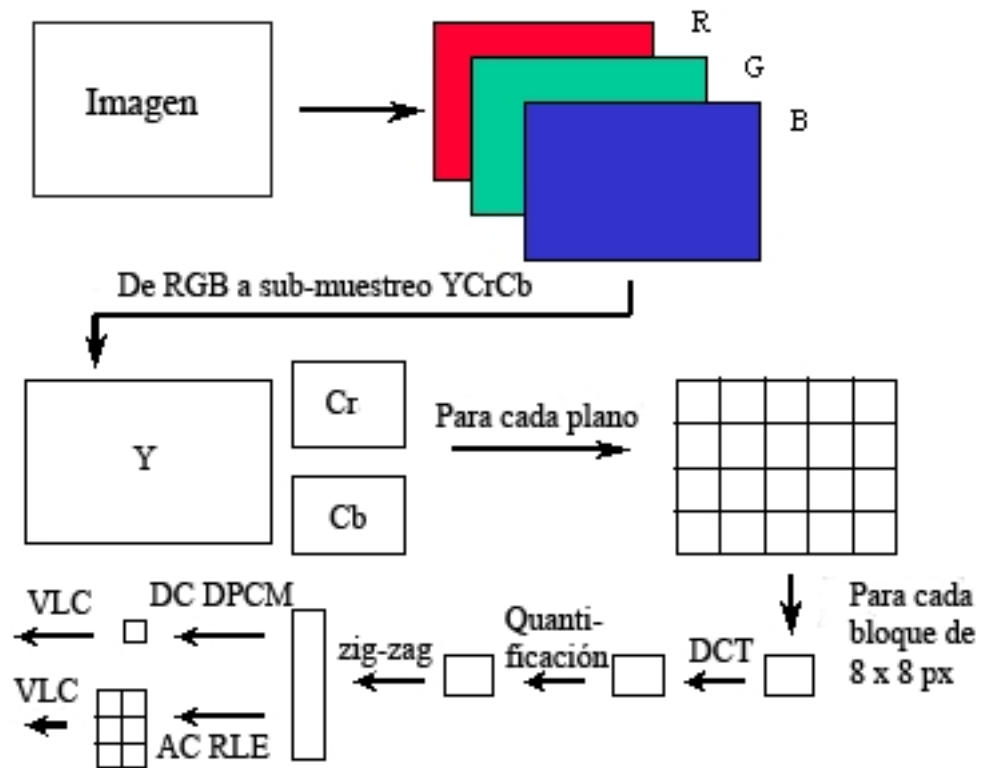 R
G
B
Imagen
De RGB a sub-muestreo YCrCb
Y
Cr
Cb
Para cada plano
Para cada
bloque de
8 x 8 px
DCT
Quanti-
ficación
zig-zag
DC DPCM
VLC
AC RLE
VLC